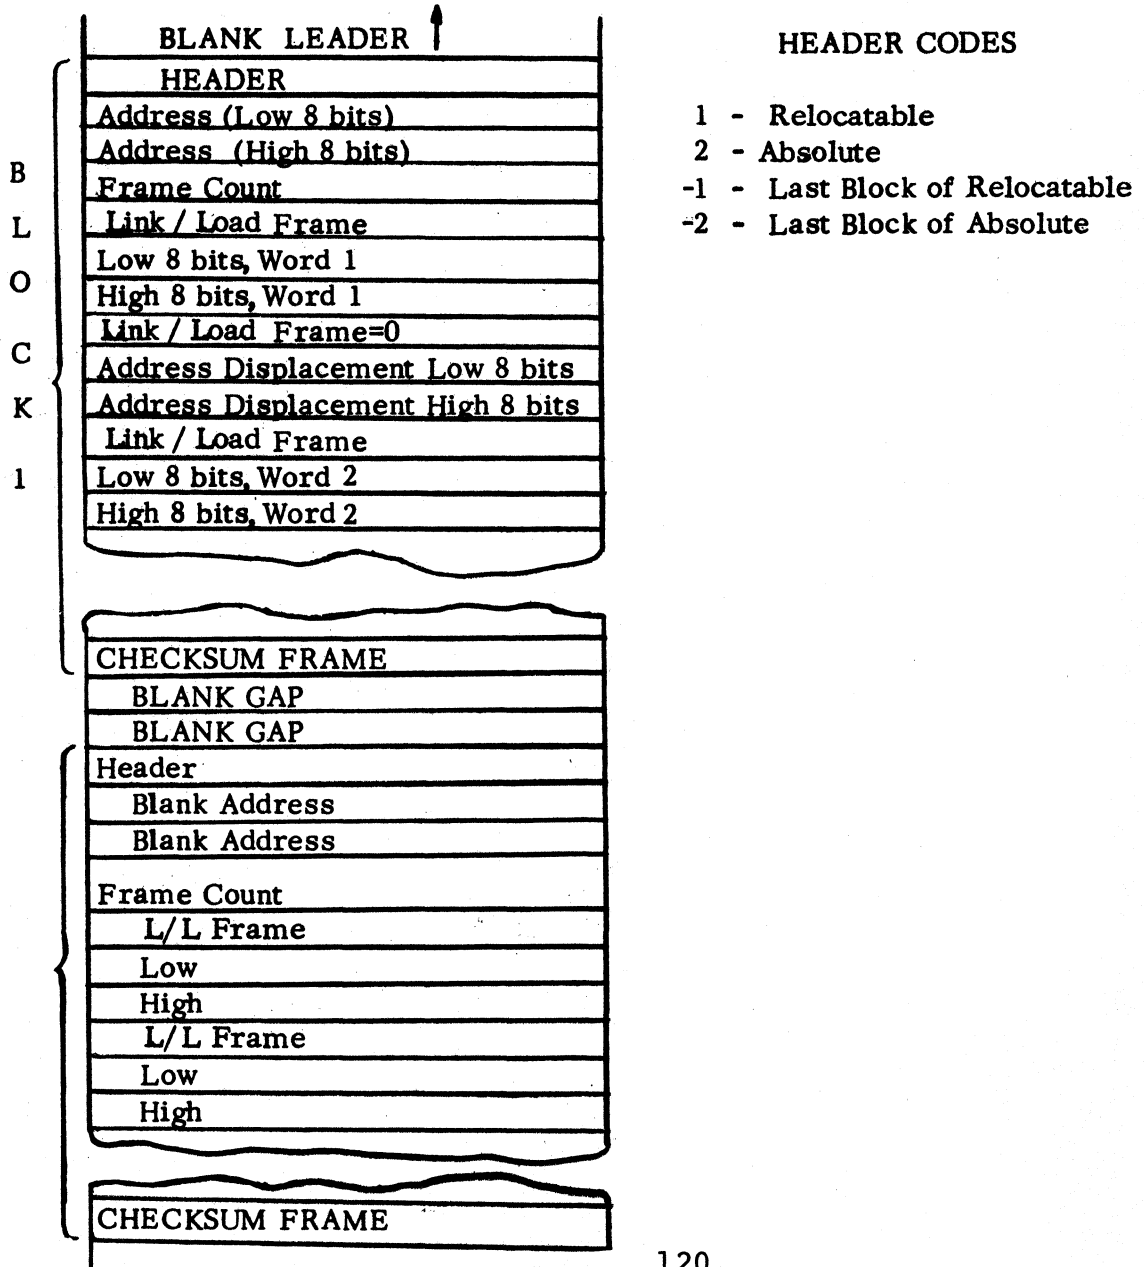 BLANK LEADER
HEADER
Address (Low 8 bits)
Address (High 8 bits)
Frame Count
Link / Load Frame
Low 8 bits, Word 1
High 8 bits, Word 1
Link / Load Frame=0
Address Displacement Low 8 bits
Address Displacement High 8 bits
Link / Load Frame
Low 8 bits, Word 2
High 8 bits, Word 2
CHECKSUM FRAME
BLANK GAP
BLANK GAP
Header
Blank Address
Blank Address
Frame Count
L/L Frame
Low
High
L/L Frame
Low
High
CHECKSUM FRAME
B
L
O
C
K
1
HEADER CODES
1 - Relocatable
2 - Absolute
-1 - Last Block of Relocatable
-2 - Last Block of Absolute
120